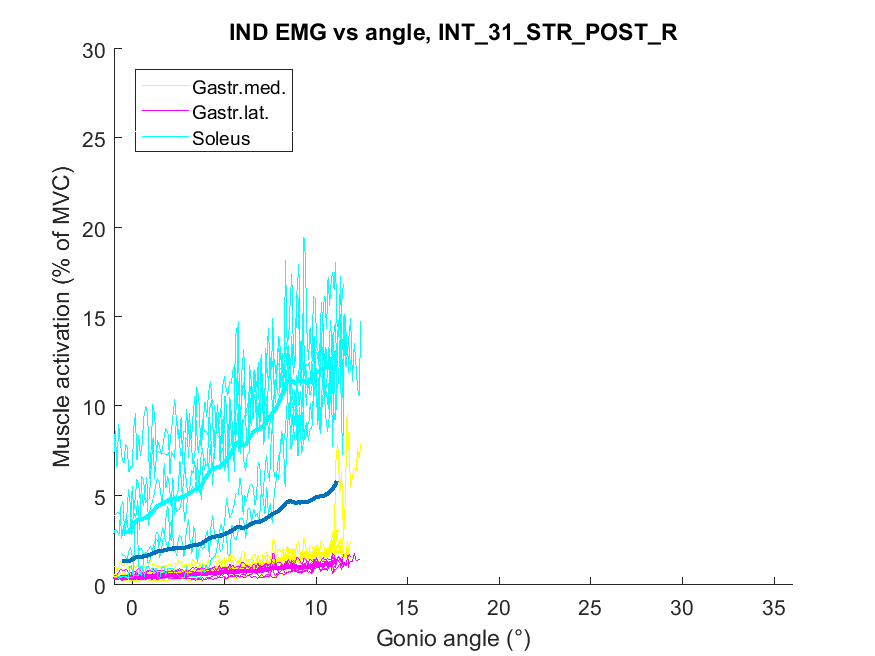 IND EMG vs angle, INT_31_STR_POST_R
30
25
20
15
10
5
0
Gastr.med.
Gastr.lat.
Soleus
Muscle activation (% of MVC)
0 5 10 15 20 25 30 35
Gonio angle (°)